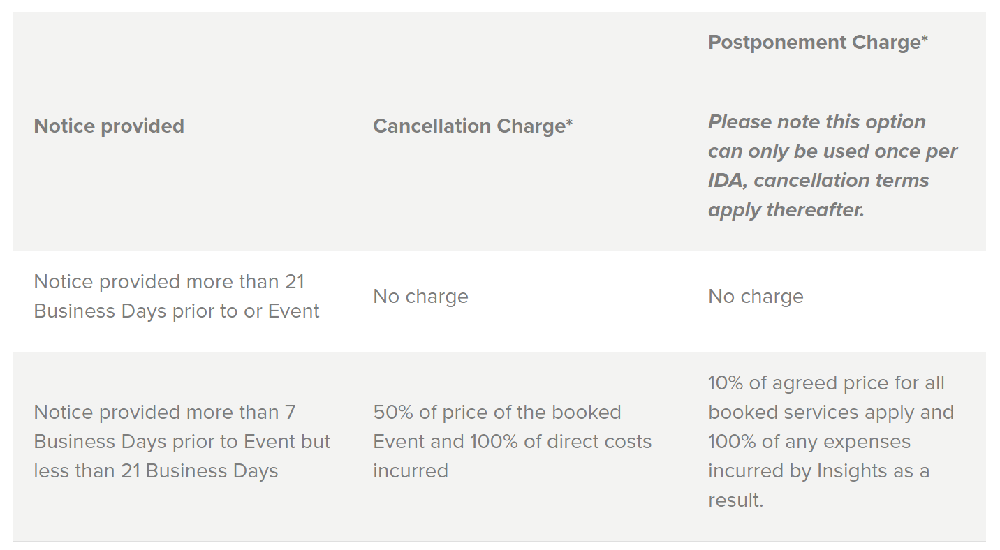 Notice provided
Cancellation Charge*
Postponement Charge*
Please note this option
can only be used once per
IDA, cancellation terms
apply thereafter.
Notice provided more than 21
Business Days prior to or Event
No charge
No charge
Notice provided more than 7
Business Days prior to Event but
less than 21 Business Days
50% of price of the booked
Event and 100% of direct costs
incurred
10% of agreed price for all
booked services apply and
100% of any expenses
incurred by Insights as a
result.